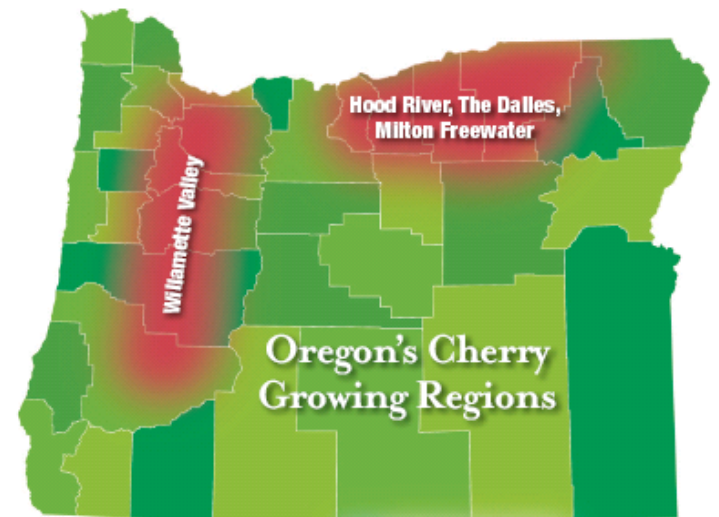 Hood River, The Dalles,
Milton Freewater
Willamette Valley
Oregon's Cherry
Growing Regions